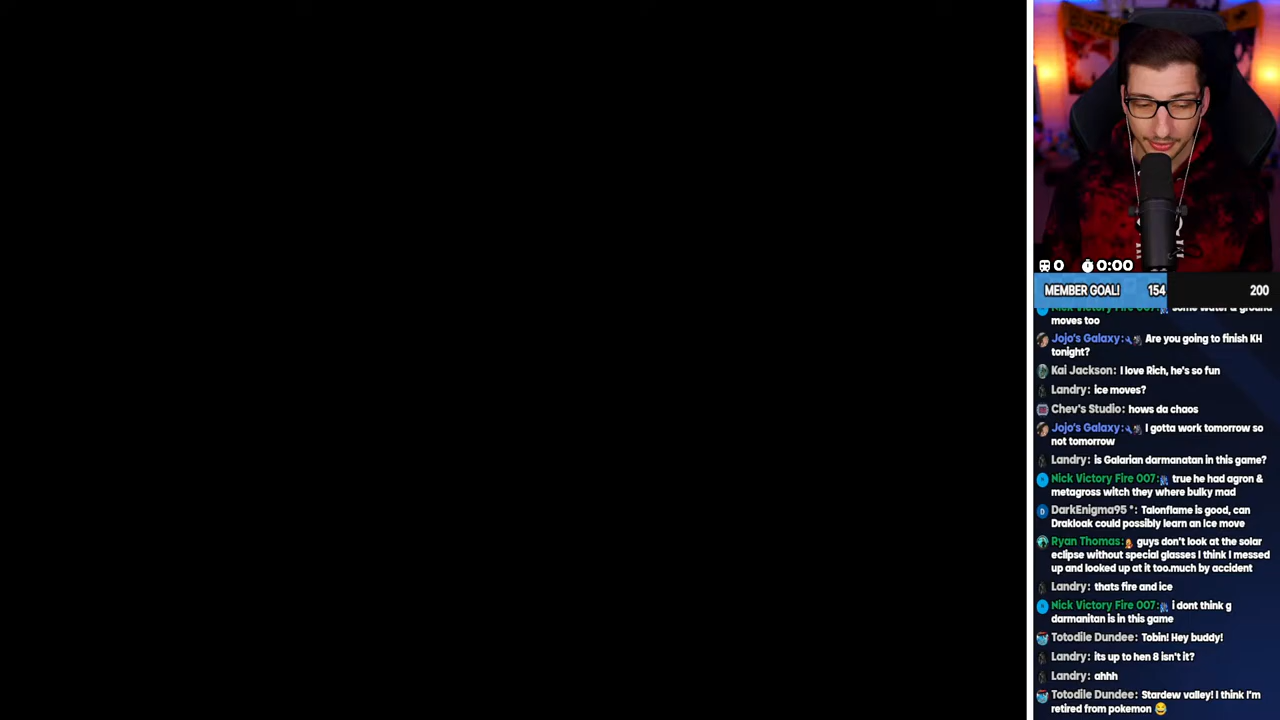 0 0:00
MEMBER GOAL! 154 200
Nick Victory Fire 007: some water & ground
moves too
Jojo's Galaxy: Are you going to finish KH
tonight?
Kai Jackson: I love Rich, he's so fun
Landry: ice moves?
Chev's Studio: hows da chaos
Jojo's Galaxy: I gotta work tomorrow so
not tomorrow
Landry: is Galarian darmanatan in this game?
Nick Victory Fire 007: true he had agron &
metagross witch they where bulky mad
DarkEnigma95 *: Talonflame is good, can
Drakloak could possibly learn an Ice move
Ryan Thomas: guys don't look at the solar
eclipse without special glasses I think I messed
up and looked up at it too.much by accident
Landry: thats fire and ice
Nick Victory Fire 007: i dont think g
darmanitan is in this game
Totodile Dundee: Tobin! Hey buddy!
Landry: its up to hen 8 isn't it?
Landry: ahhh
Totodile Dundee: Stardew valley! I think I'm
retired from pokemon 😂